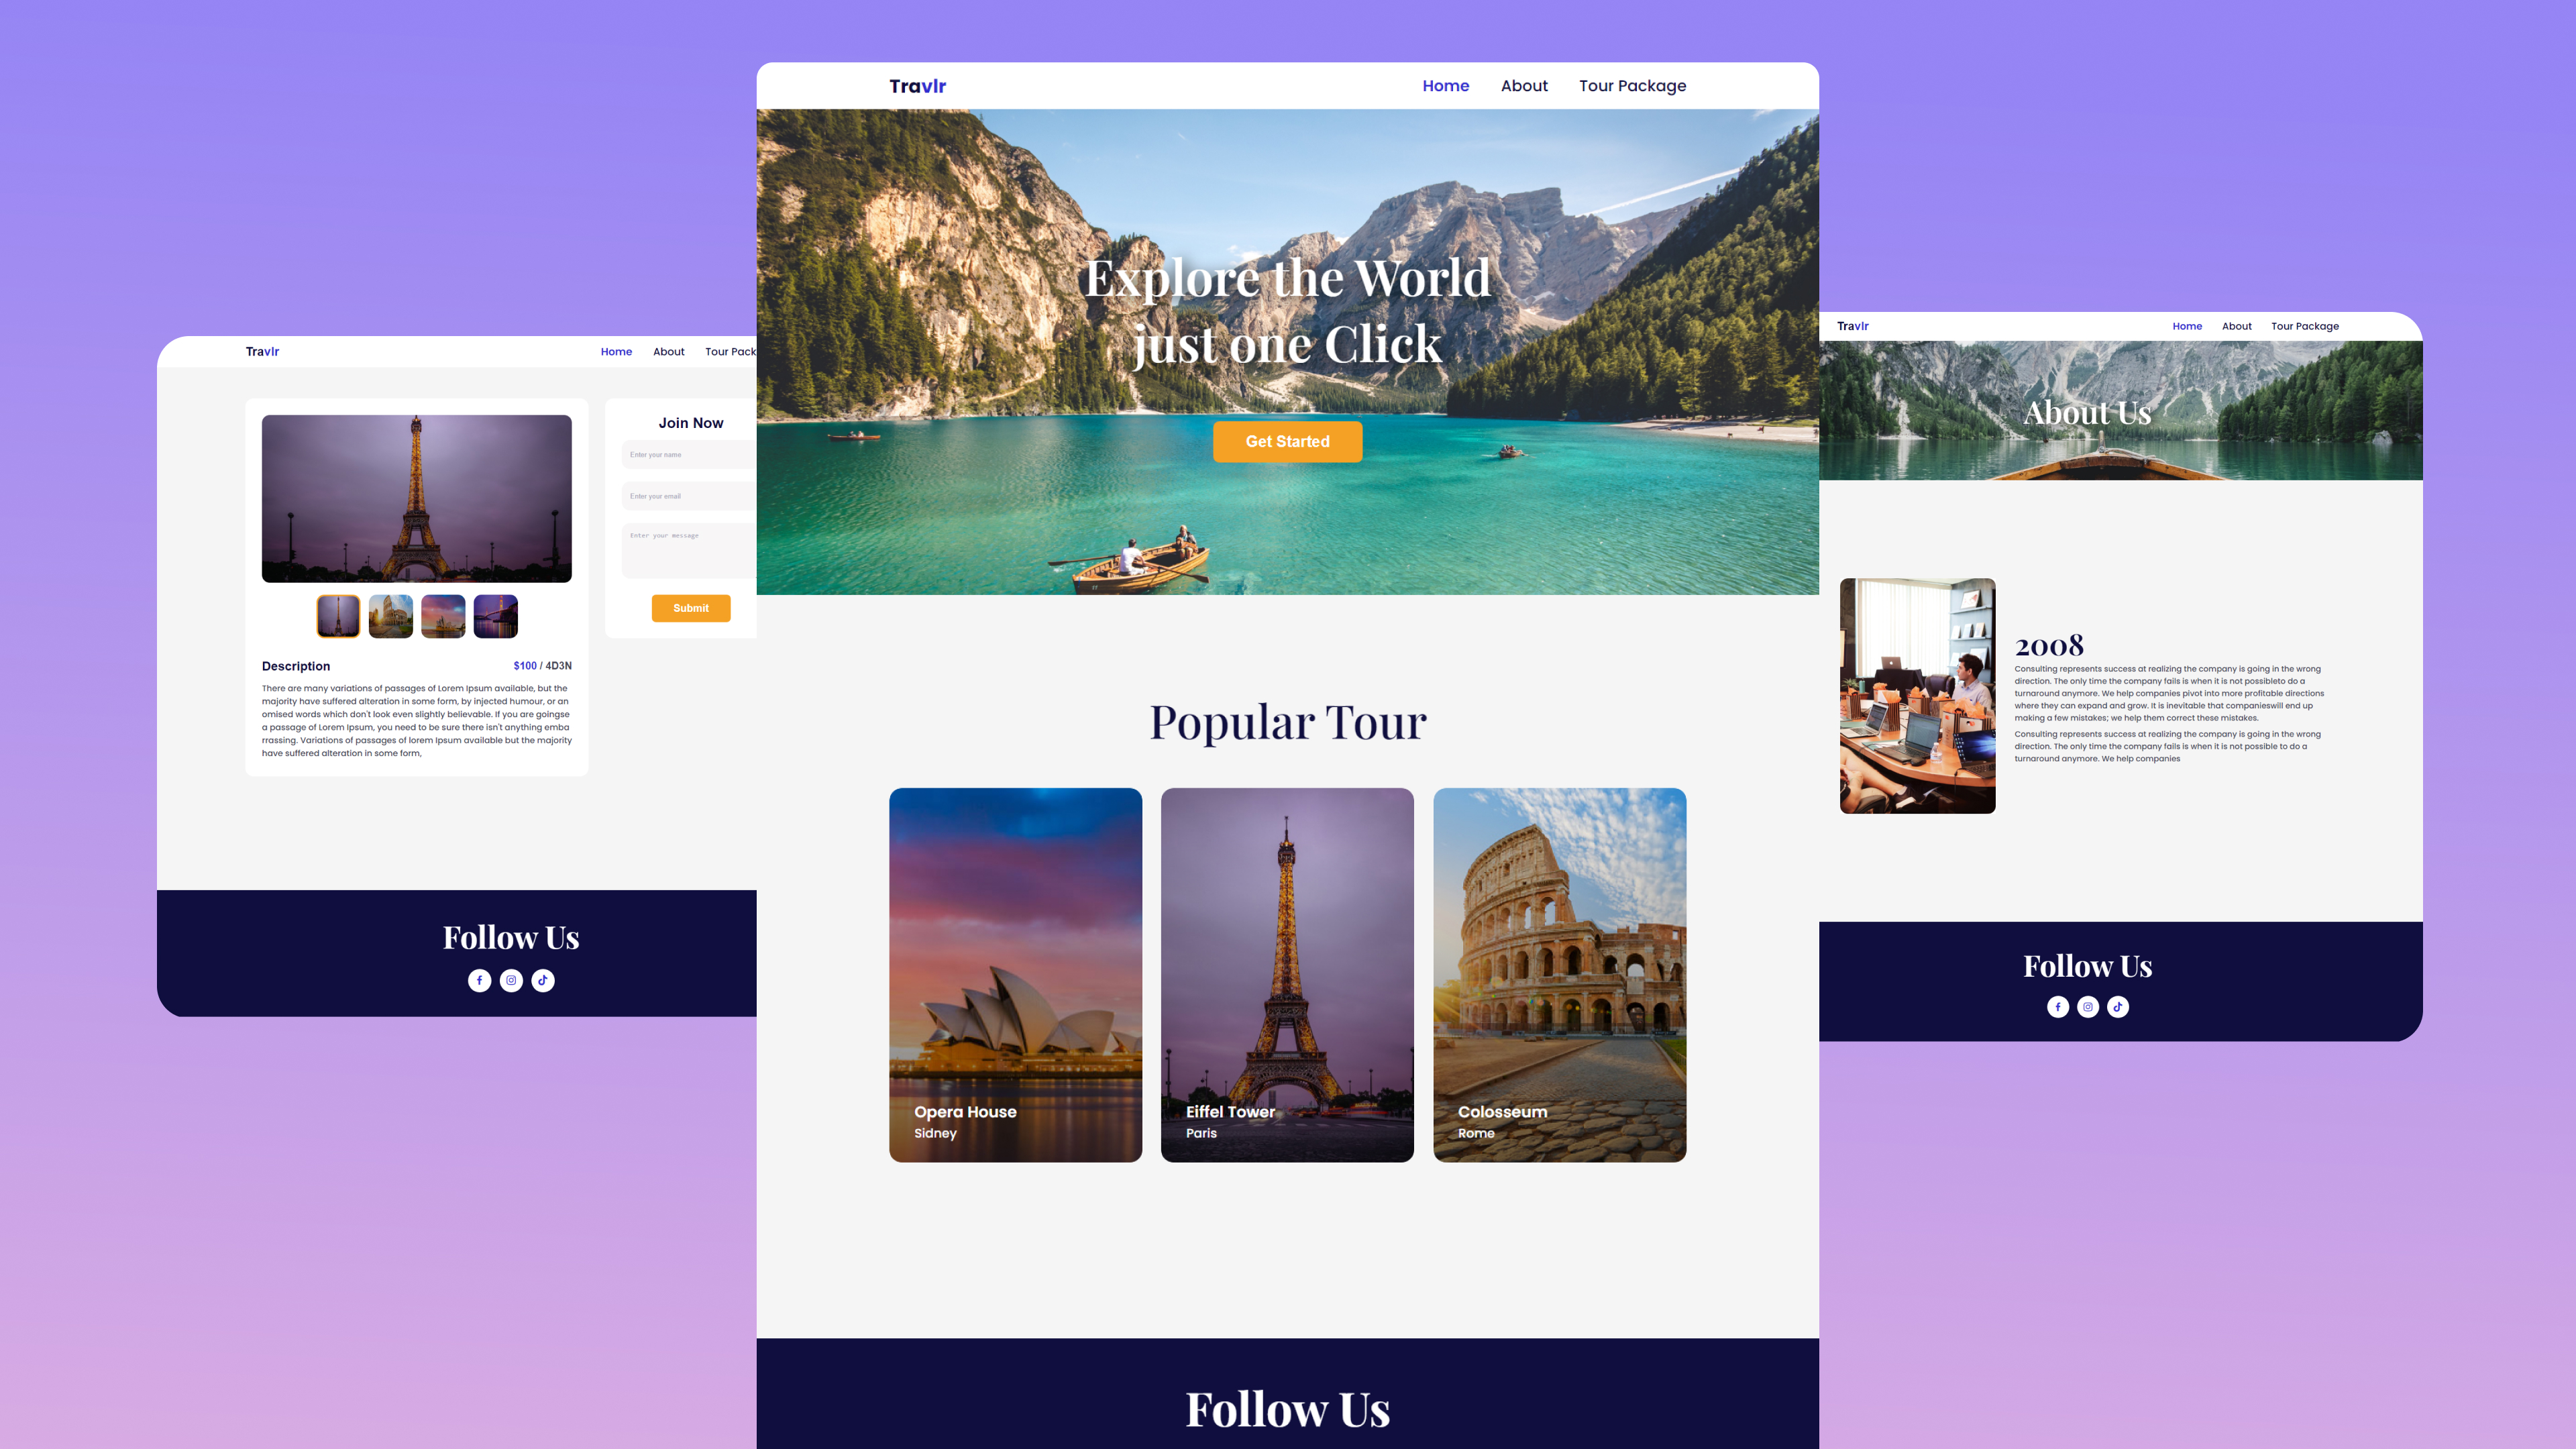 Travlr
Home About Tour Pack
Join Now
Enter your name
Enter your email
Enter your message
Submit
Description
$100 / 4D3N
There are many variations of passages of Lorem Ipsum available, but the
majority have suffered alteration in some form, by injected humour, or an
omised words which don't look even slightly believable. If you are goingse
a passage of Lorem Ipsum, you need to be sure there isn't anything emba
rrassing. Variations of passages of lorem Ipsum available but the majority
have suffered alteration in some form,
Follow Us
Travlr
Home About Tour Package
Explore the World
just one Click
Get Started
Popular Tour
Opera House
Sidney
Eiffel Tower
Paris
Colosseum
Rome
Follow Us
Travlr
Home About Tour Package
About Us
2008
Consulting represents success at realizing the company is going in the wrong
direction. The only time the company fails is when it is not possibleto do a
turnaround anymore. We help companies pivot into more profitable directions
where they can expand and grow. It is inevitable that companieswill end up
making a few mistakes; we help them correct these mistakes.
Consulting represents success at realizing the company is going in the wrong
direction. The only time the company fails is when it is not possible to do a
turnaround anymore. We help companies
Follow Us